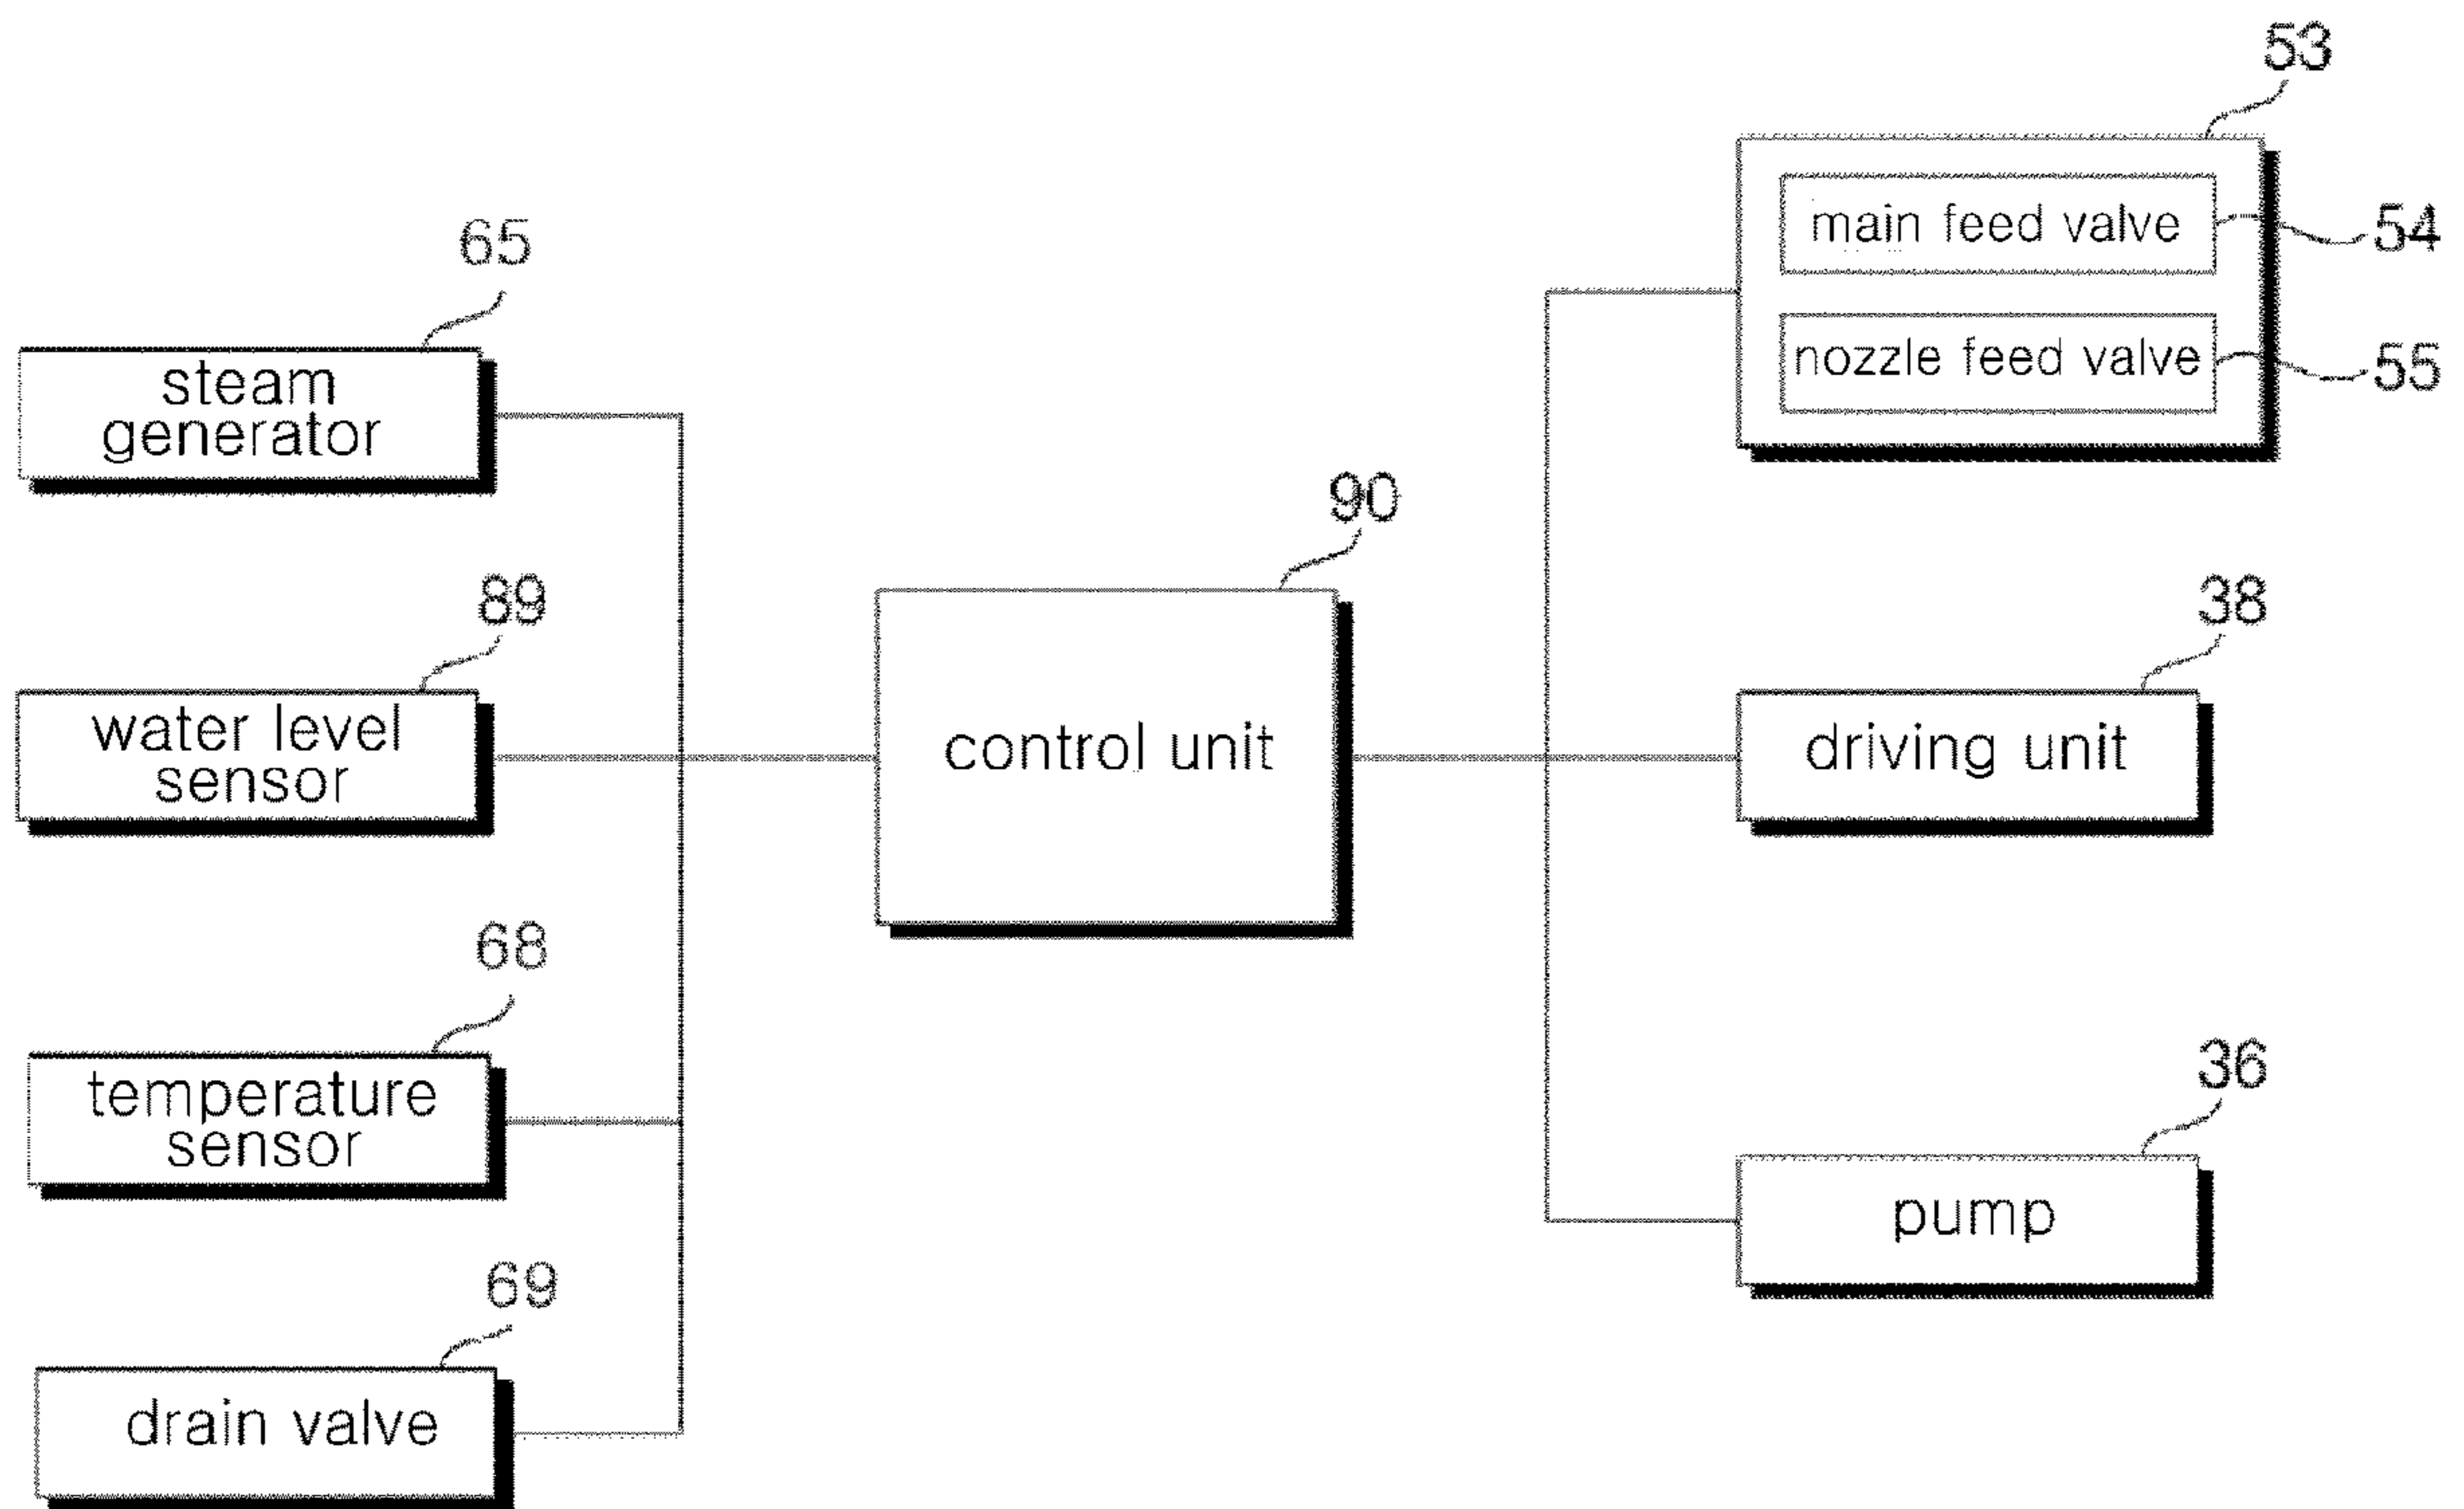 53
main feed valve
54
nozzle feed valve
55
65
steam
generator
90
control unit
89
water level
sensor
38
driving unit
68
temperature
sensor
36
pump
69
drain valve